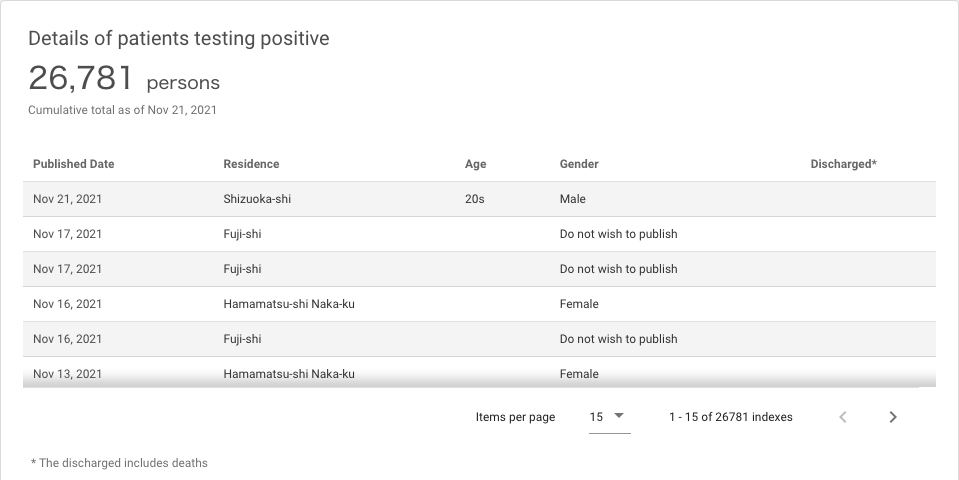 Details of patients testing positive
26,781 persons
Cumulative total as of Nov 21, 2021
Published Date Residence Age Gender Discharged*
Nov 21, 2021 Shizuoka-shi 20s Male
Nov 17, 2021 Fuji-shi Do not wish to publish
Nov 17, 2021 Fuji-shi Do not wish to publish
Nov 16, 2021 Hamamatsu-shi Naka-ku Female
Nov 16, 2021 Fuji-shi Do not wish to publish
Nov 13, 2021 Hamamatsu-shi Naka-ku Female
Items per page 15 1 - 15 of 26781 indexes
* The discharged includes deaths